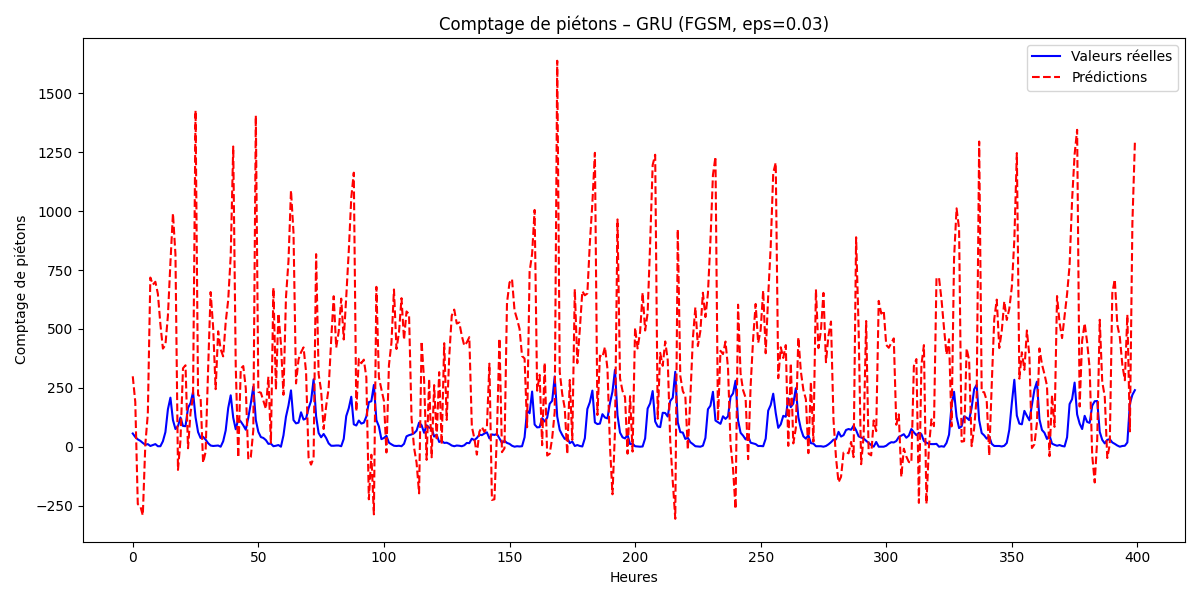 Comptage de piétons – GRU (FGSM, eps=0.03)
Valeurs réelles
Prédictions
Comptage de piétons
1500
1250
1000
750
500
250
0
−250
0 50 100 150 200 250 300 350 400
Heures